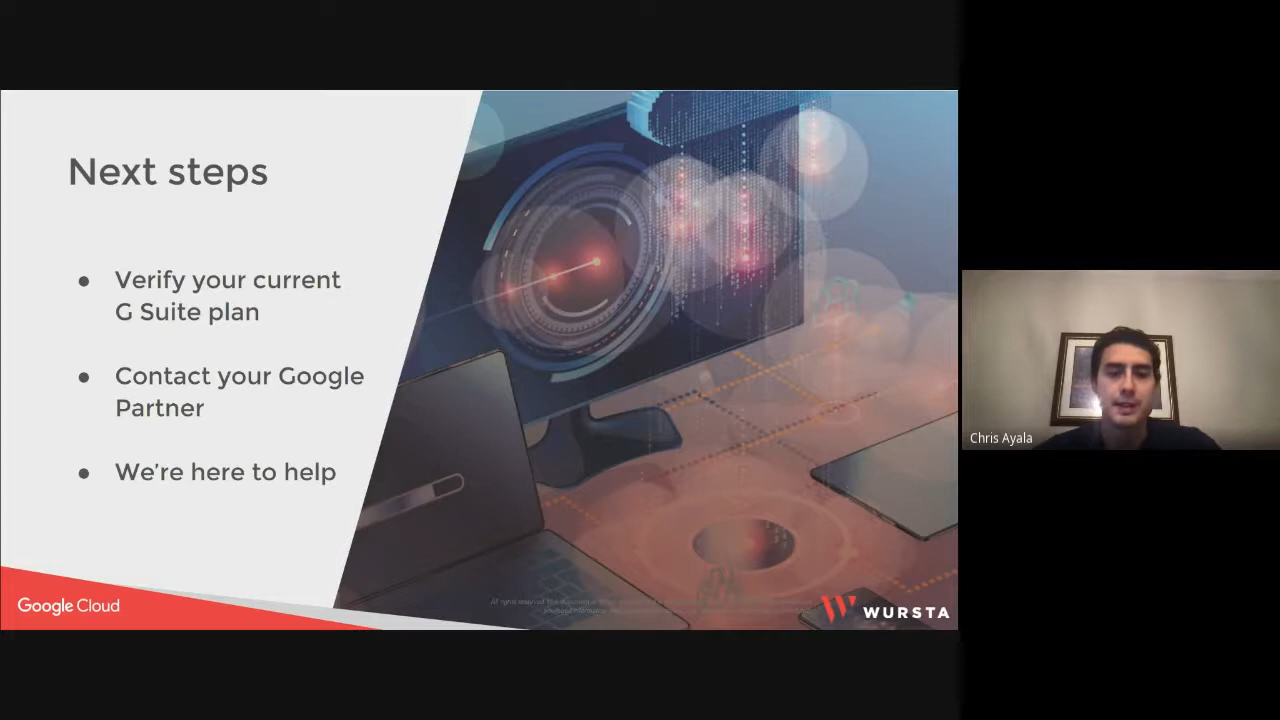 Next steps
● Verify your current
G Suite plan
● Contact your Google
Partner
● We're here to help
Google Cloud
WURSTA
Chris Ayala